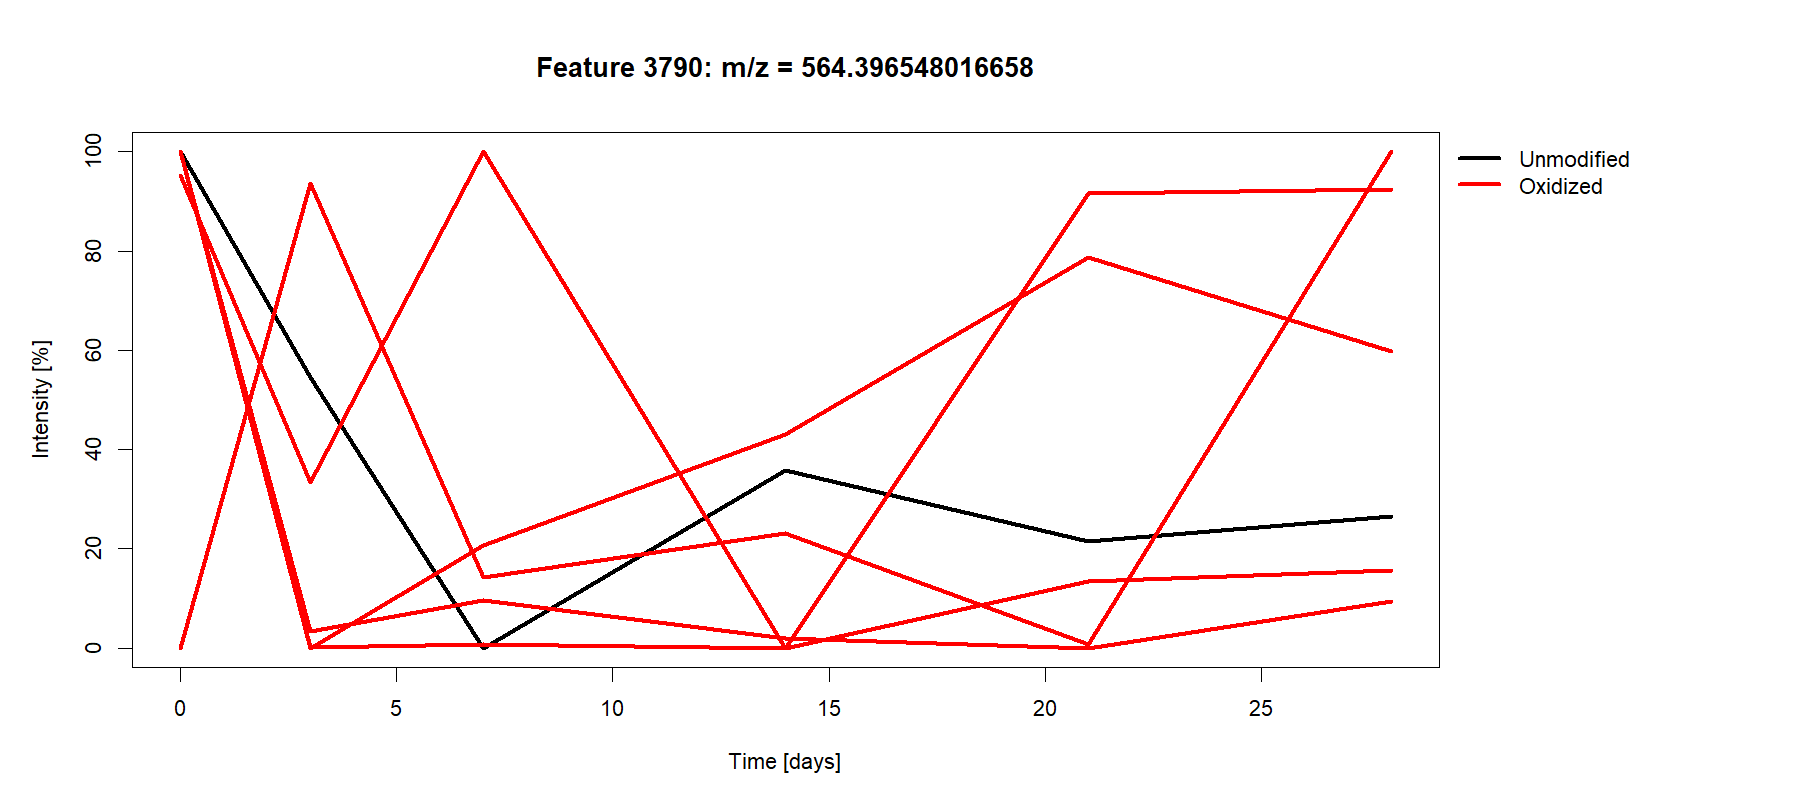 Feature 3790: m/z = 564.396548016658
Unmodified
Oxidized
Intensity [%]
100
80
60
40
20
0
0 5 10 15 20 25
Time [days]